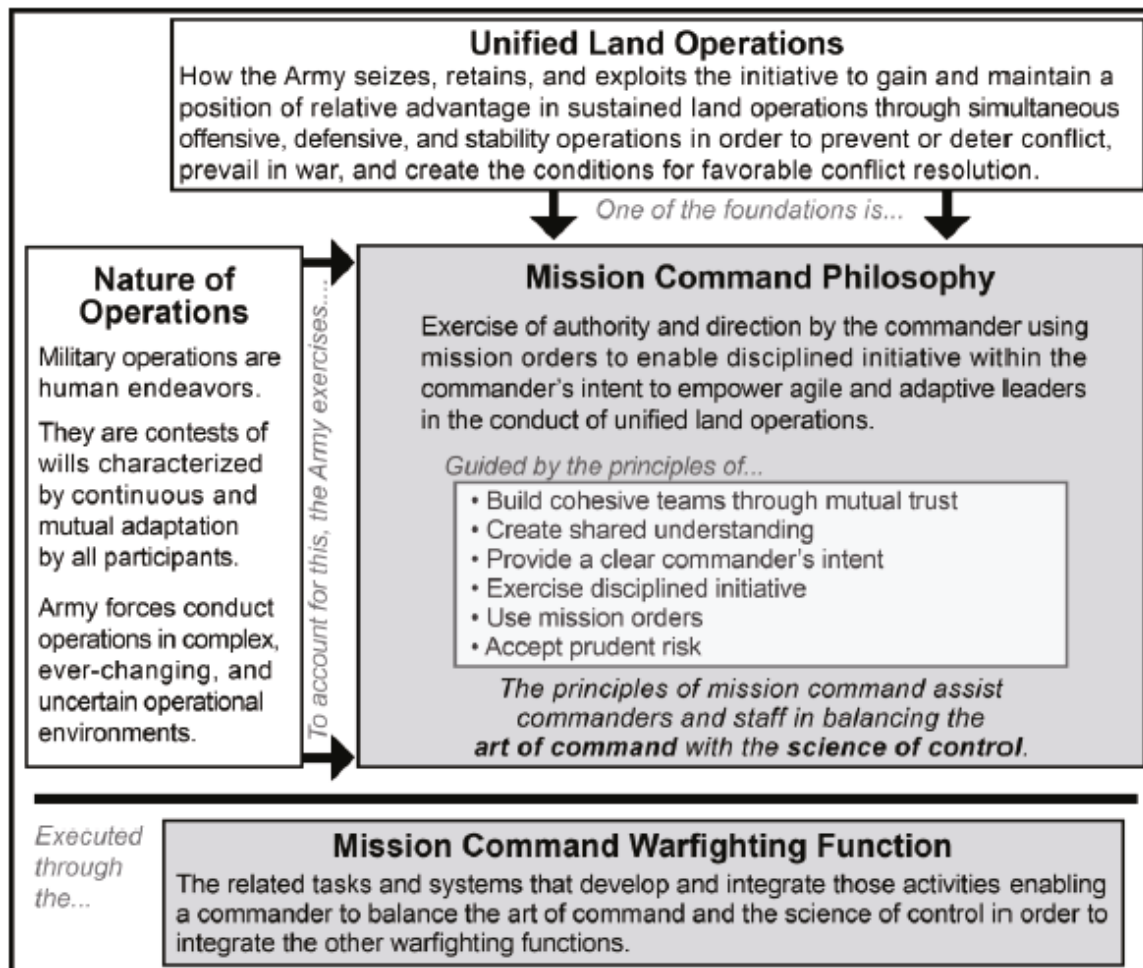 Unified Land Operations
How the Army seizes, retains, and exploits the initiative to gain and maintain a
position of relative advantage in sustained land operations through simultaneous
offensive, defensive, and stability operations in order to prevent or deter conflict,
prevail in war, and create the conditions for favorable conflict resolution.
One of the foundations is...
Nature of
Operations
Military operations are
human endeavors.
They are contests of
wills characterized
by continuous and
mutual adaptation
by all participants.
Army forces conduct
operations in complex,
ever-changing, and
uncertain operational
environments.
To account for this, the Army exercises....
Mission Command Philosophy
Exercise of authority and direction by the commander using
mission orders to enable disciplined initiative within the
commander's intent to empower agile and adaptive leaders
in the conduct of unified land operations.
Guided by the principles of...
• Build cohesive teams through mutual trust
• Create shared understanding
• Provide a clear commander's intent
• Exercise disciplined initiative
• Use mission orders
• Accept prudent risk
The principles of mission command assist
commanders and staff in balancing the
art of command with the science of control.
Executed
through
the...
Mission Command Warfighting Function
The related tasks and systems that develop and integrate those activities enabling
a commander to balance the art of command and the science of control in order to
integrate the other warfighting functions.